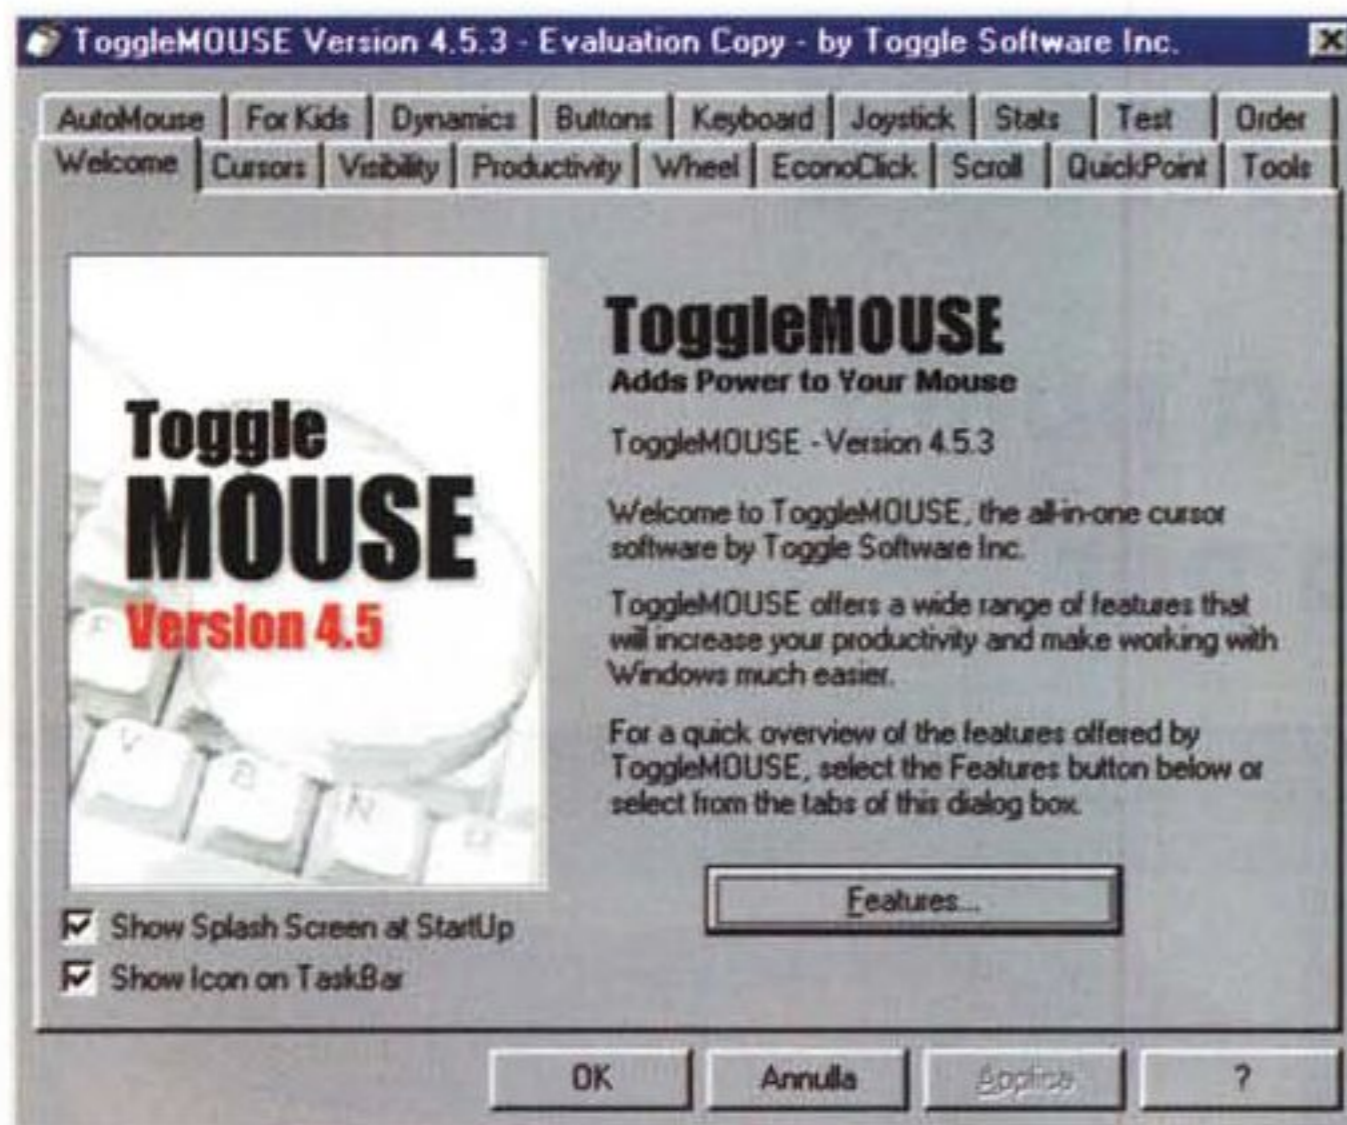 ToggleMOUSE Version 4.5.3 - Evaluation Copy - by Toggle Software Inc.
AutoMouse For Kids Dynamics Buttons Keyboard Joystick Stats Test Order
Welcome Cursors Visibility Productivity Wheel EconoClick Scroll QuickPoint Tools
Toggle
MOUSE
Version 4.5
V B N
ToggleMOUSE
Adds Power to Your Mouse
ToggleMOUSE - Version 4.5.3
Welcome to ToggleMOUSE, the all-in-one cursor
software by Toggle Software Inc.
ToggleMOUSE offers a wide range of features that
will increase your productivity and make working with
Windows much easier.
For a quick overview of the features offered by
ToggleMOUSE, select the Features button below or
select from the tabs of this dialog box.
Features...
Show Splash Screen at StartUp
Show Icon on TaskBar
OK Annulla Applica ?